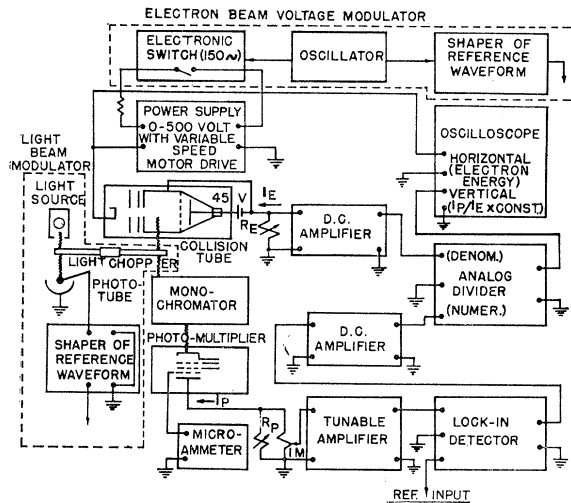 ELECTRON BEAM VOLTAGE MODULATOR
ELECTRONIC
SWITCH (150~)
OSCILLATOR
SHAPER OF
REFERENCE
WAVEFORM
POWER SUPPLY
0-500 VOLT
WITH VARIABLE
SPEED
MOTOR DRIVE
OSCILLOSCOPE
HORIZONTAL
(ELECTRON
ENERGY)
VERTICAL
(IP/IE × CONST.)
LIGHT
BEAM
MODULATOR
LIGHT
SOURCE
45 V
IE
RE
COLLISION
TUBE
LIGHT CHOPPER
PHOTO-
TUBE
D.C.
AMPLIFIER
(DENOM.)
ANALOG
DIVIDER
(NUMER.)
MONO-
CHROMATOR
D.C.
AMPLIFIER
SHAPER OF
REFERENCE
WAVEFORM
PHOTO-MULTIPLIER
IP
RP
1M
MICRO-
AMMETER
TUNABLE
AMPLIFIER
LOCK-IN
DETECTOR
REF. INPUT